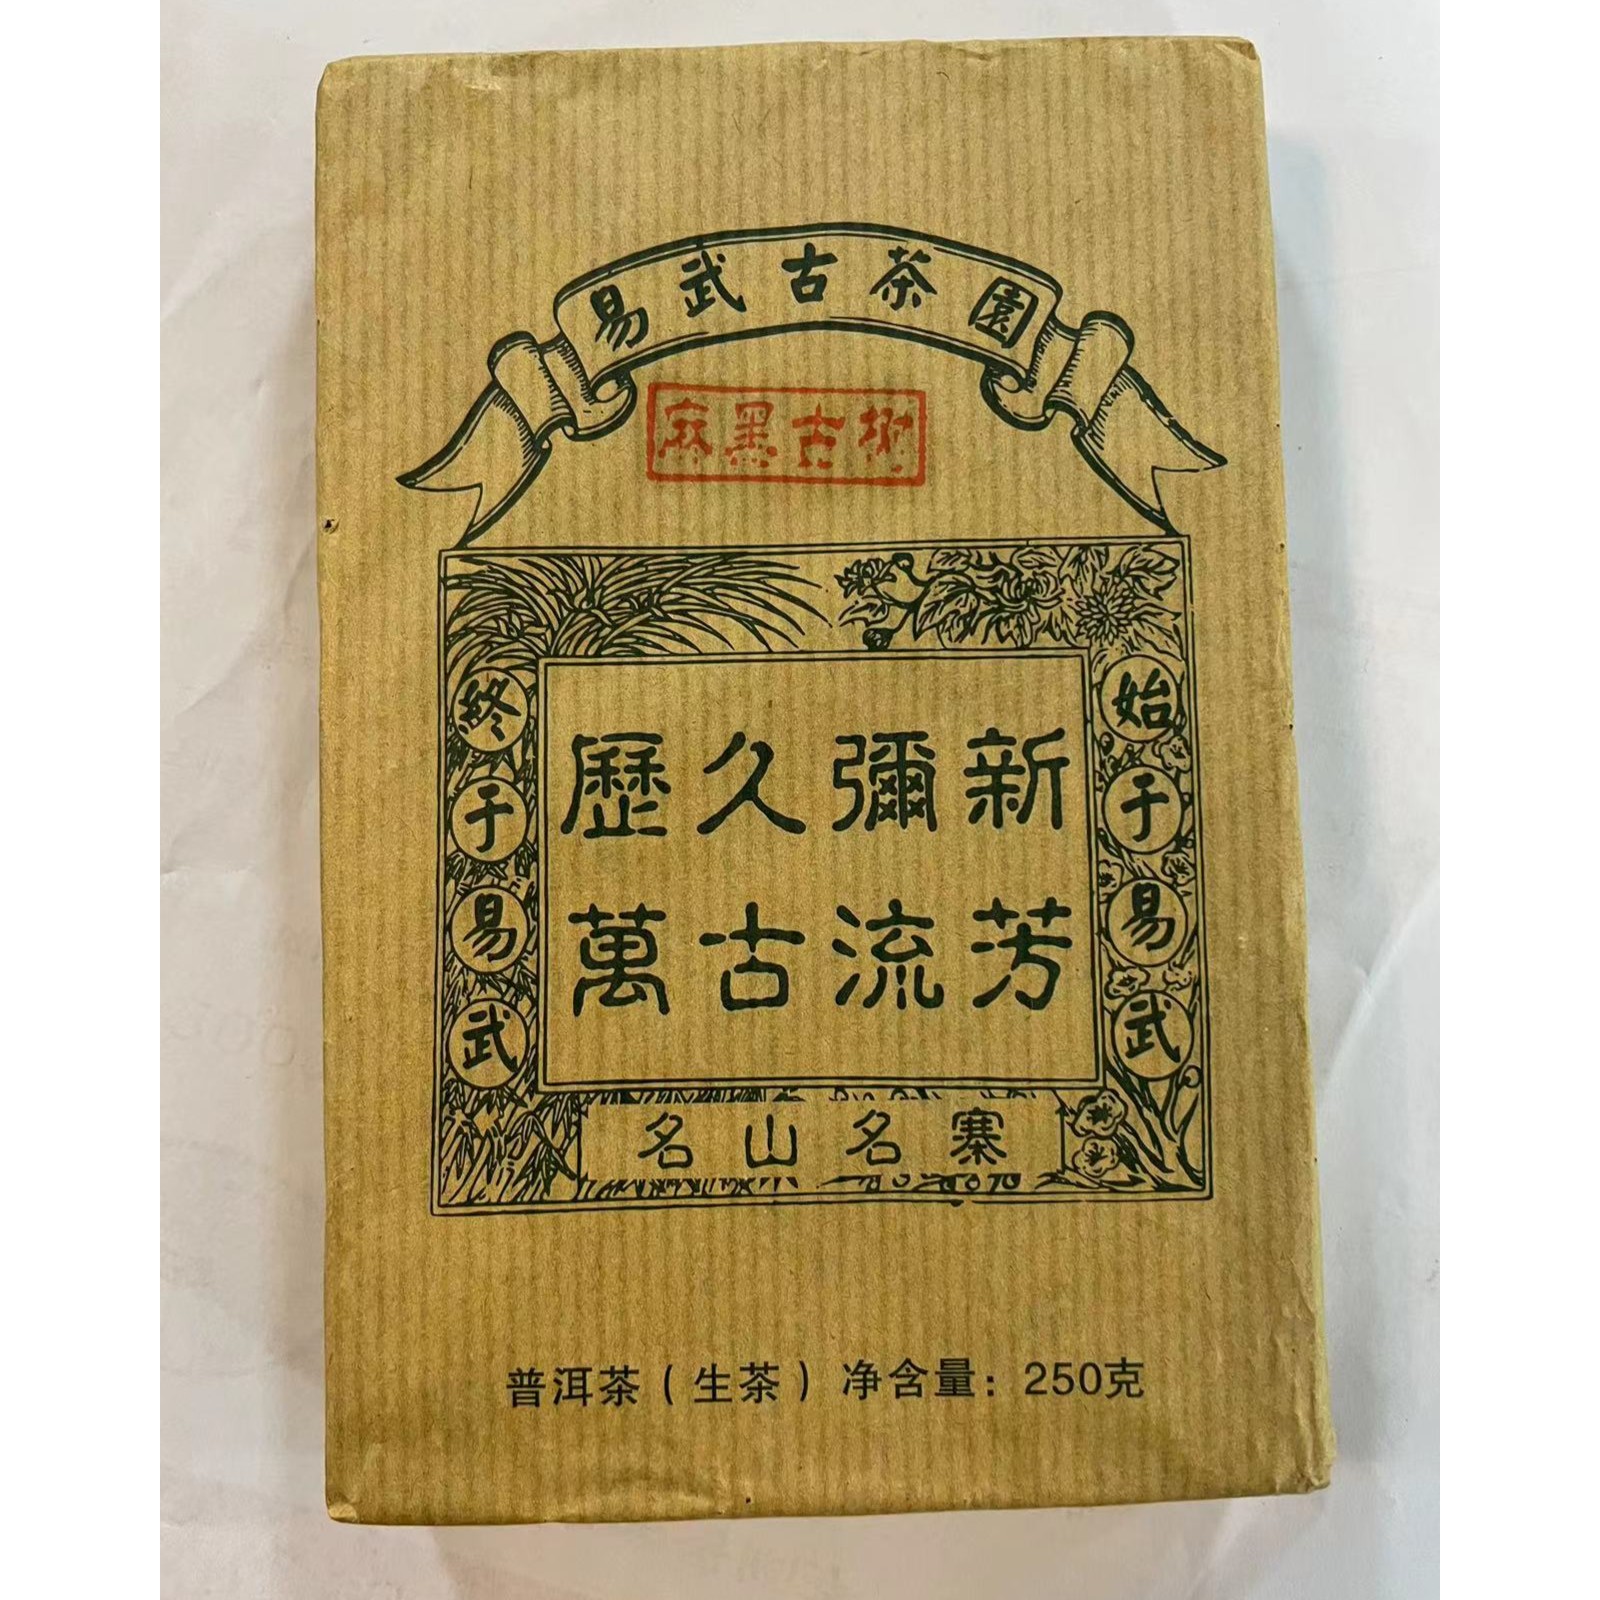 易武古茶園
麻黑古樹
歷久彌新
萬古流芳
始于易武
終于易武
名山名寨
普洱茶（生茶）净含量：250克